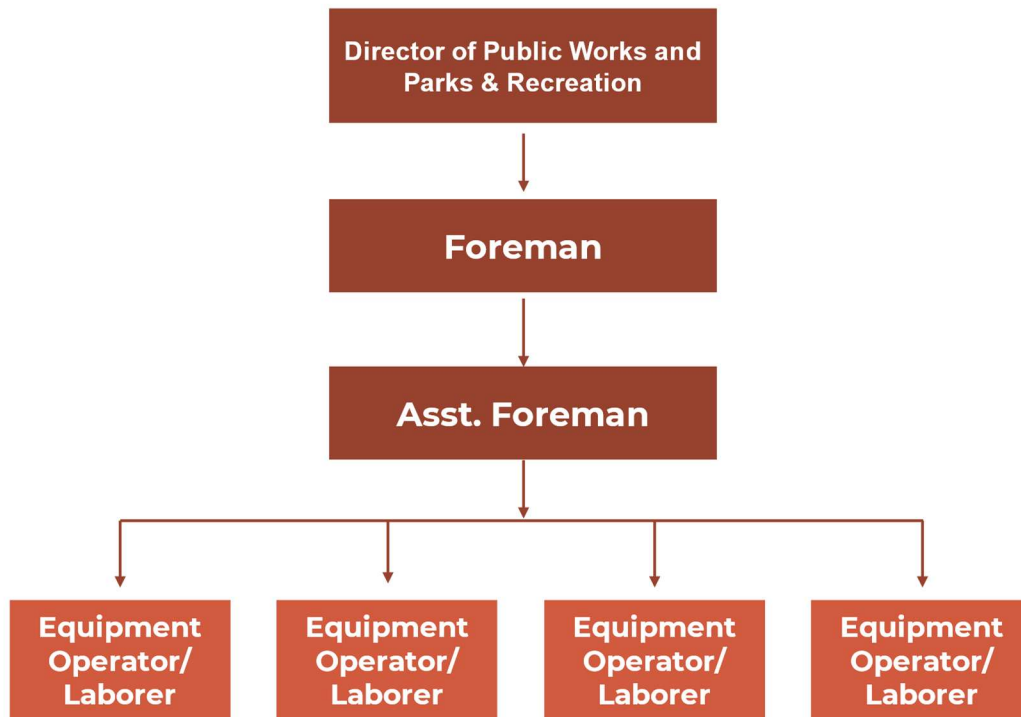 Director of Public Works and
Parks & Recreation
Foreman
Asst. Foreman
Equipment
Operator/
Laborer
Equipment
Operator/
Laborer
Equipment
Operator/
Laborer
Equipment
Operator/
Laborer